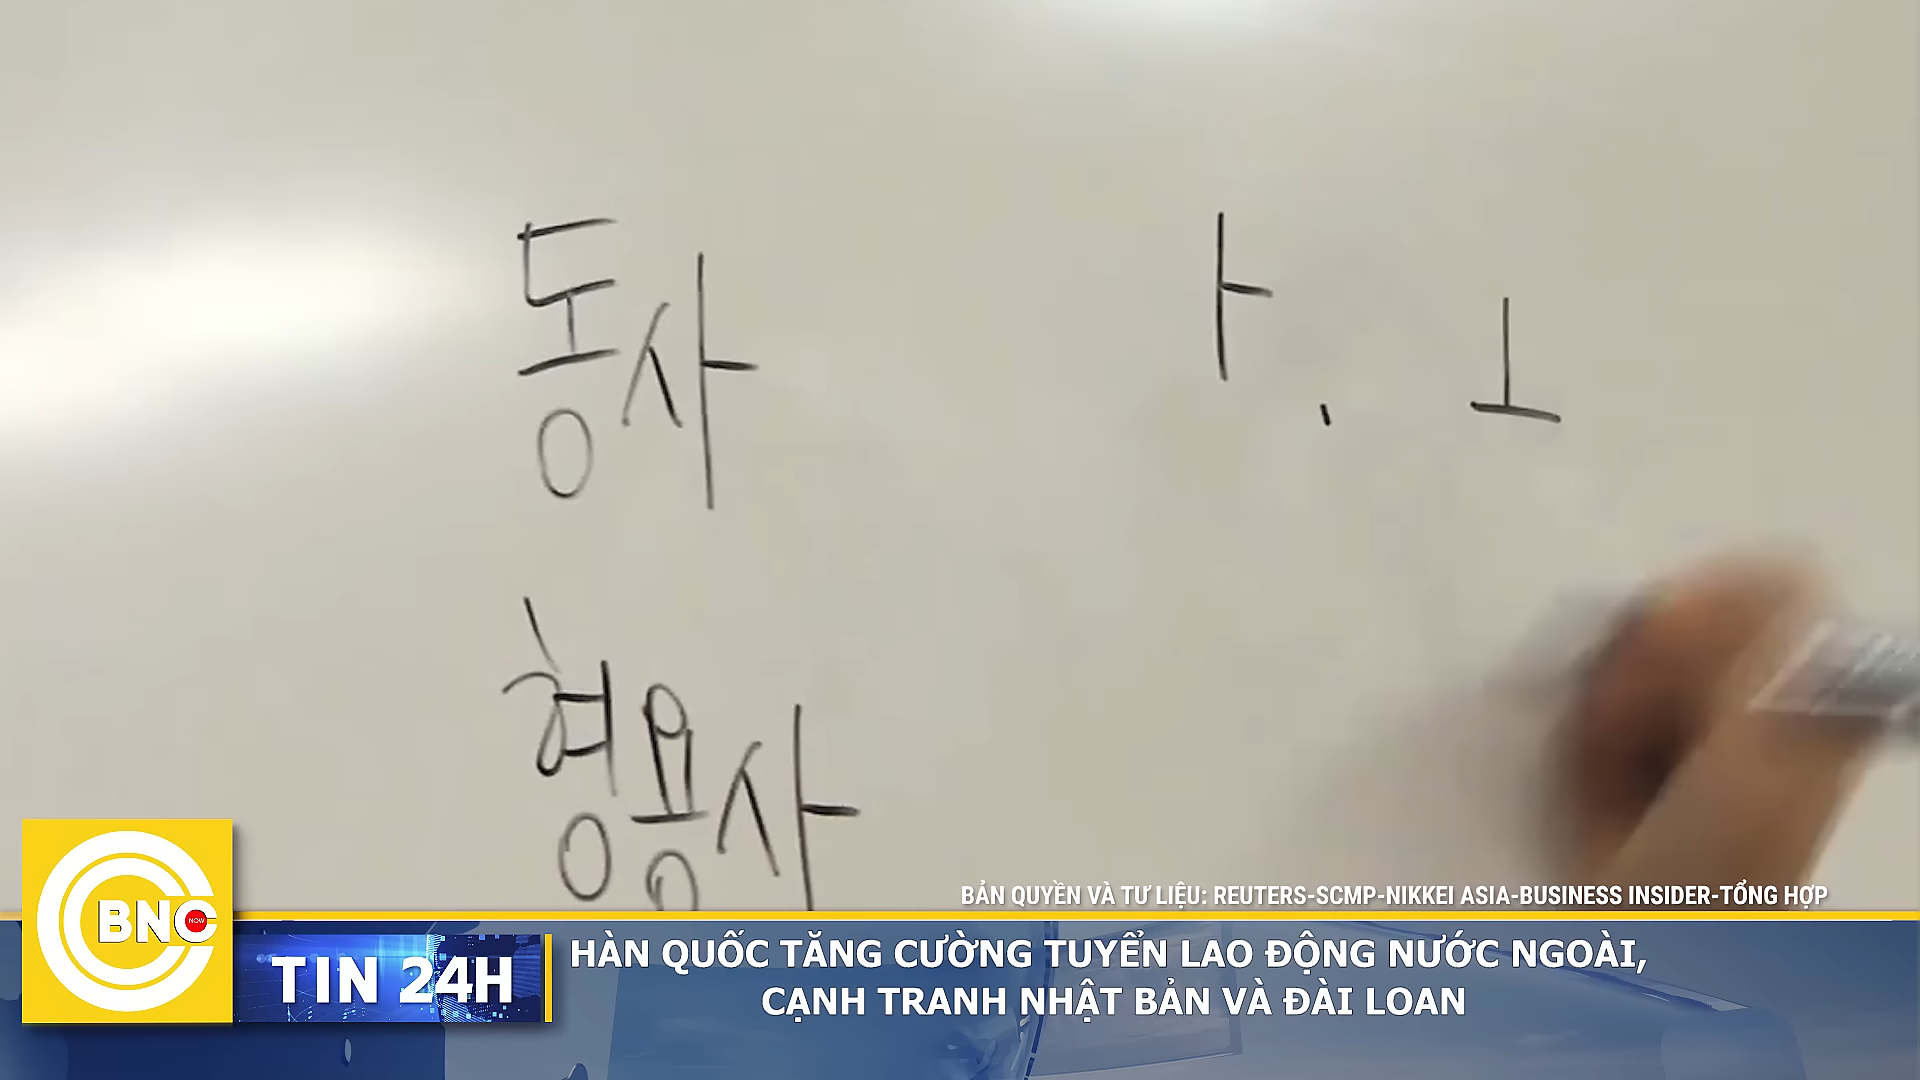 동사
ㅏ . ㅗ
형용사
BẢN QUYỀN VÀ TƯ LIỆU: REUTERS-SCMP-NIKKEI ASIA-BUSINESS INSIDER-TỔNG HỢP
BNC
NOW
TIN 24H
HÀN QUỐC TĂNG CƯỜNG TUYỂN LAO ĐỘNG NƯỚC NGOÀI,
CẠNH TRANH NHẬT BẢN VÀ ĐÀI LOAN